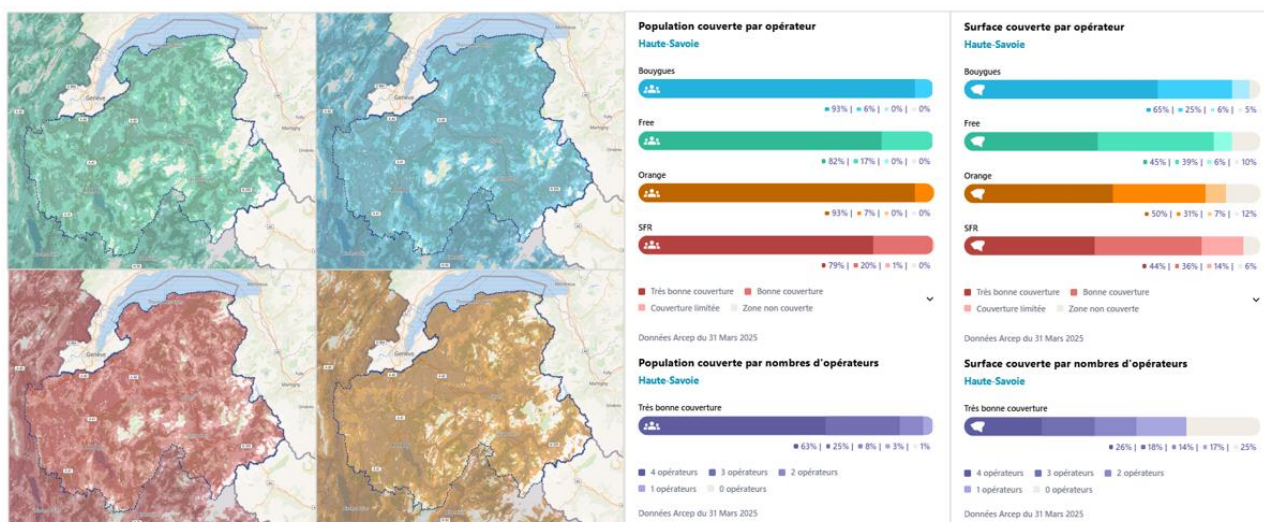 Genève
Montreux
Martigny
Genève
Montreux
Martigny
Genève
Genève
Population couverte par opérateur
Haute-Savoie
Bouygues
93% | 6% | 0% | 0%
Free
82% | 17% | 0% | 0%
Orange
93% | 7% | 0% | 0%
SFR
79% | 20% | 1% | 0%
Très bonne couverture Bonne couverture
Couverture limitée Zone non couverte
Données Arcep du 31 Mars 2025
Population couverte par nombres d'opérateurs
Haute-Savoie
Très bonne couverture
63% | 25% | 8% | 3% | 1%
4 opérateurs 3 opérateurs 2 opérateurs
1 opérateurs 0 opérateurs
Données Arcep du 31 Mars 2025
Surface couverte par opérateur
Haute-Savoie
Bouygues
65% | 25% | 6% | 5%
Free
45% | 39% | 6% | 10%
Orange
50% | 31% | 7% | 12%
SFR
44% | 36% | 14% | 6%
Très bonne couverture Bonne couverture
Couverture limitée Zone non couverte
Données Arcep du 31 Mars 2025
Surface couverte par nombres d'opérateurs
Haute-Savoie
Très bonne couverture
26% | 18% | 14% | 17% | 25%
4 opérateurs 3 opérateurs 2 opérateurs
1 opérateurs 0 opérateurs
Données Arcep du 31 Mars 2025